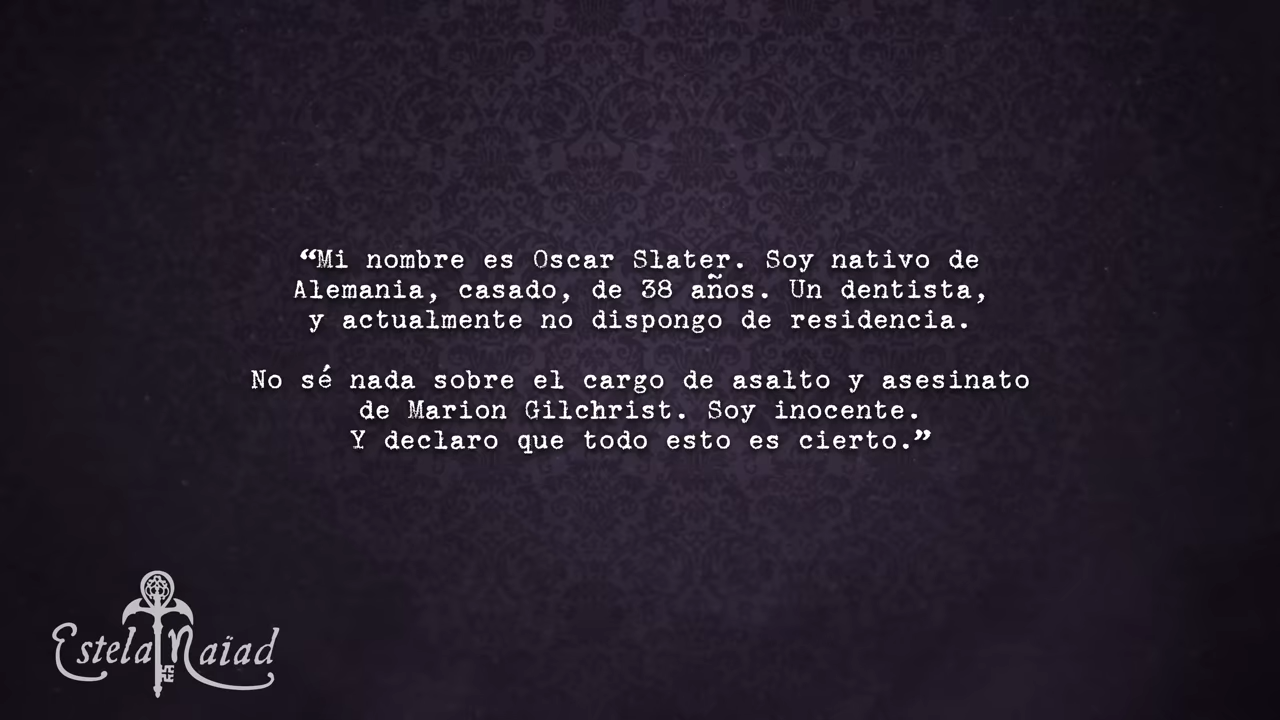 “Mi nombre es Oscar Slater. Soy nativo de
Alemania, casado, de 38 años. Un dentista,
y actualmente no dispongo de residencia.
No sé nada sobre el cargo de asalto y asesinato
de Marion Gilchrist. Soy inocente.
Y declaro que todo esto es cierto.”
Estela Naïad